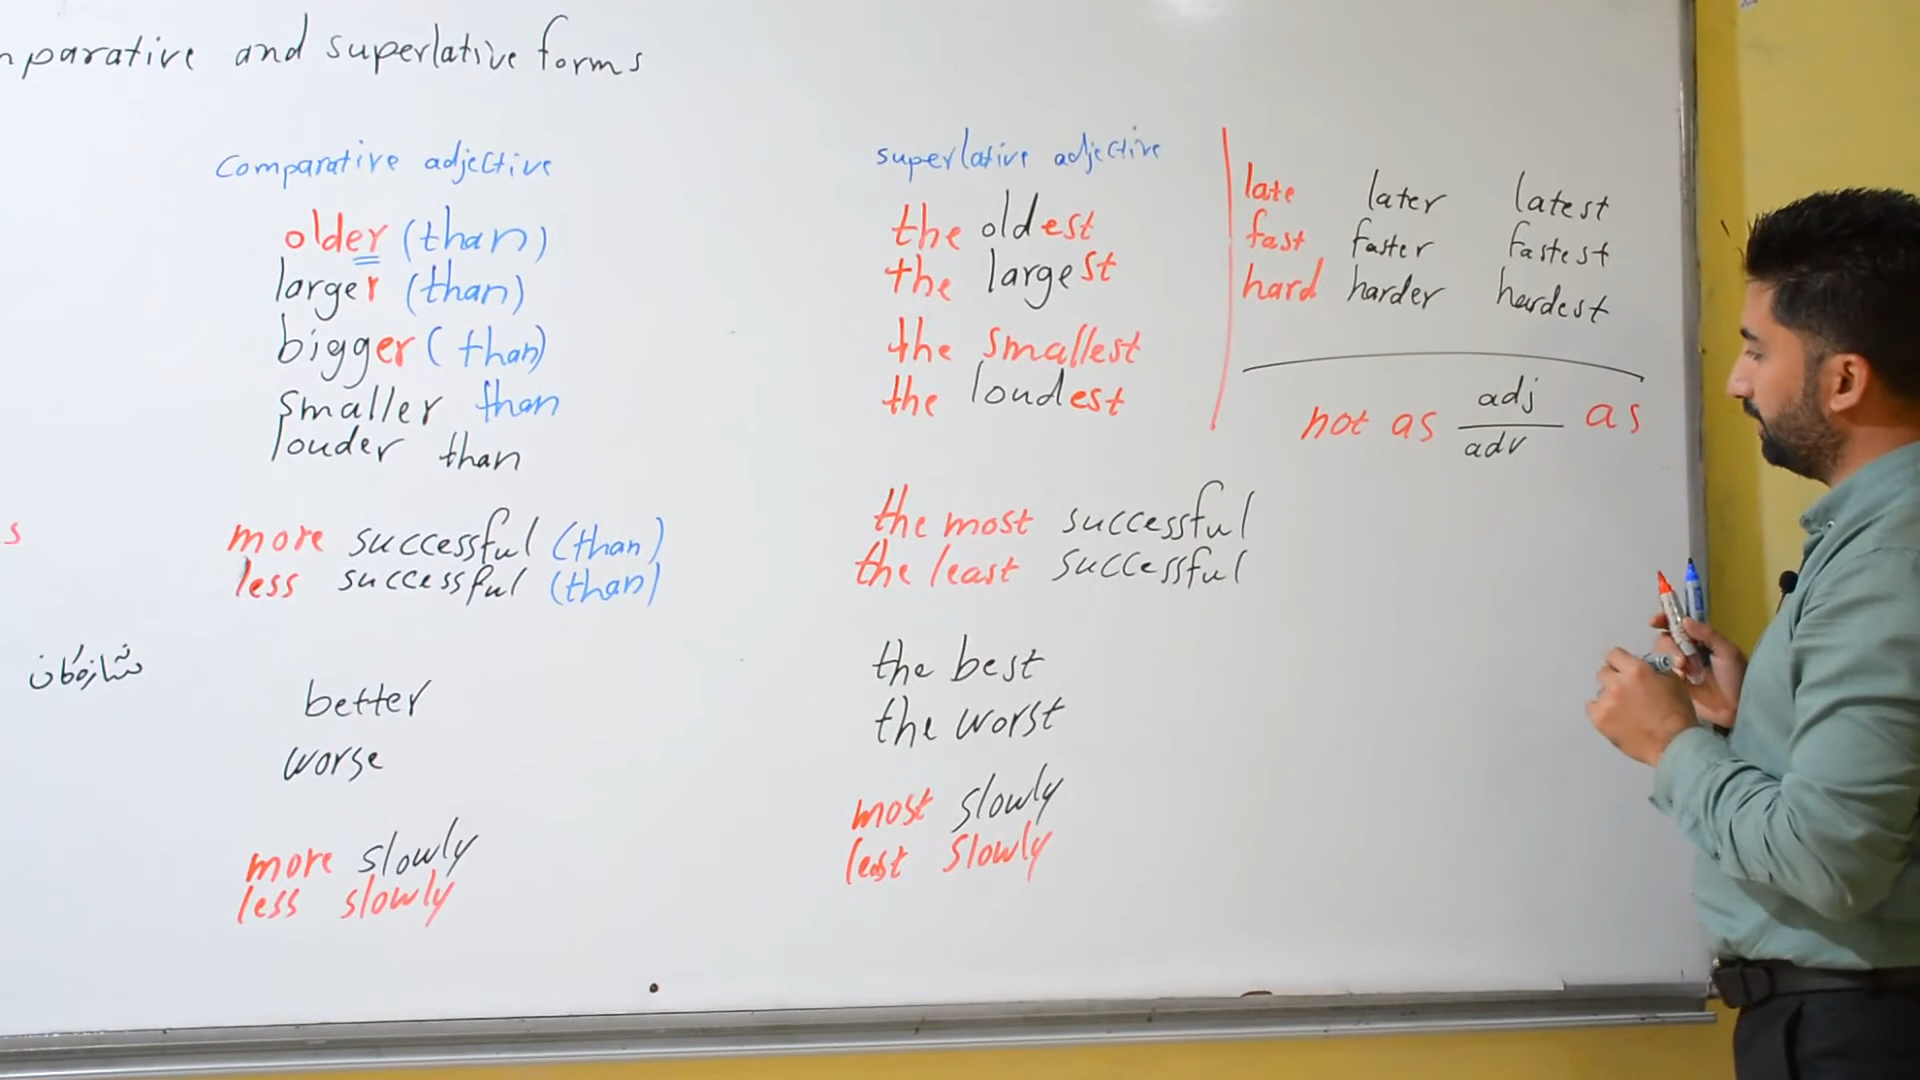 mparative and superlative forms
Comparative adjective
older (than)
larger (than)
bigger (than)
smaller than
louder than
more successful (than)
less successful (than)
s
شازەکان
better
worse
more slowly
less slowly
superlative adjective
the oldest
the largest
the smallest
the loudest
the most successful
the least successful
the best
the worst
most slowly
least slowly
late later latest
fast faster fastest
hard harder hardest
not as adj/adv as